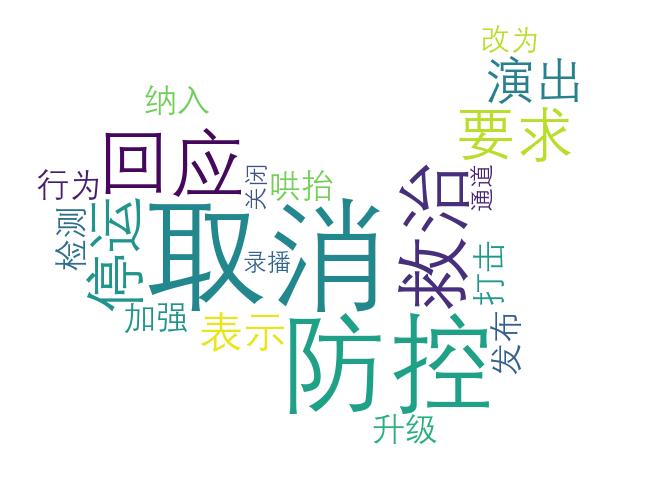 改为
演出
纳入
要求
回应
行为
关闭
哄抬
救治
通道
检测
停运
取消
录播
打击
加强
表示
防控
发布
升级